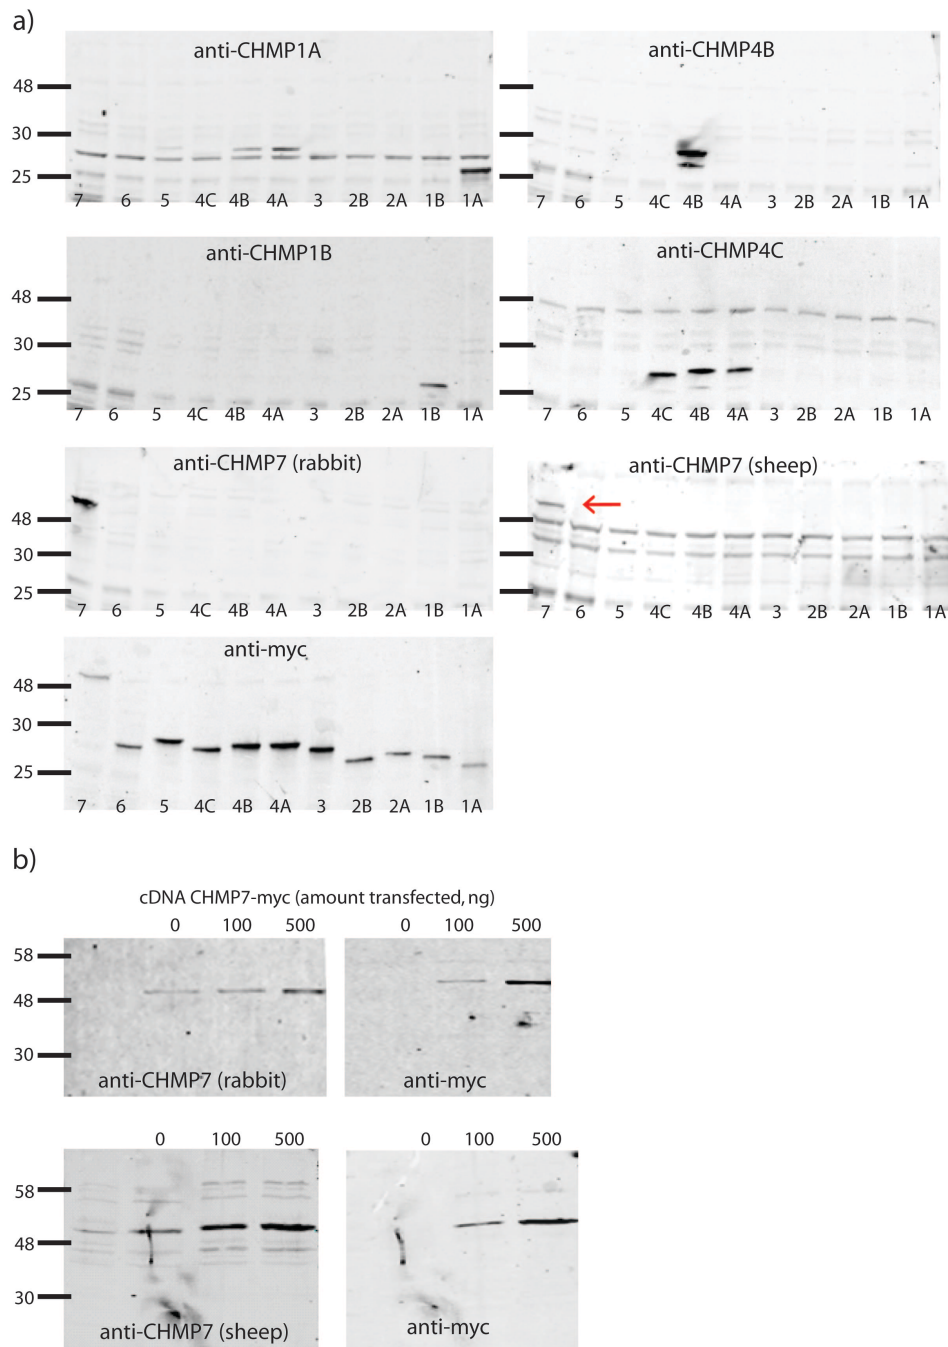 a)
anti-CHMP1A
48
30
25
7 6 5 4C 4B 4A 3 2B 2A 1B 1A
anti-CHMP4B
7 6 5 4C 4B 4A 3 2B 2A 1B 1A
anti-CHMP1B
48
30
25
7 6 5 4C 4B 4A 3 2B 2A 1B 1A
anti-CHMP4C
7 6 5 4C 4B 4A 3 2B 2A 1B 1A
anti-CHMP7 (rabbit)
48
30
25
7 6 5 4C 4B 4A 3 2B 2A 1B 1A
anti-CHMP7 (sheep)
7 6 5 4C 4B 4A 3 2B 2A 1B 1A
anti-myc
48
30
25
7 6 5 4C 4B 4A 3 2B 2A 1B 1A
b)
cDNA CHMP7-myc (amount transfected, ng)
0 100 500
58
48
30
anti-CHMP7 (rabbit)
0 100 500
anti-myc
0 100 500
58
48
30
anti-CHMP7 (sheep)
0 100 500
anti-myc